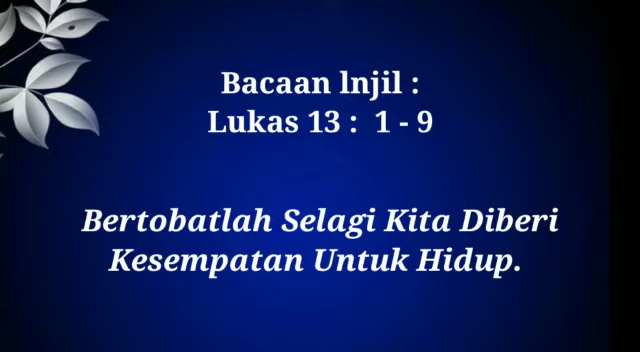 Bacaan lnjil :
Lukas 13 : 1 - 9
Bertobatlah Selagi Kita Diberi
Kesempatan Untuk Hidup.